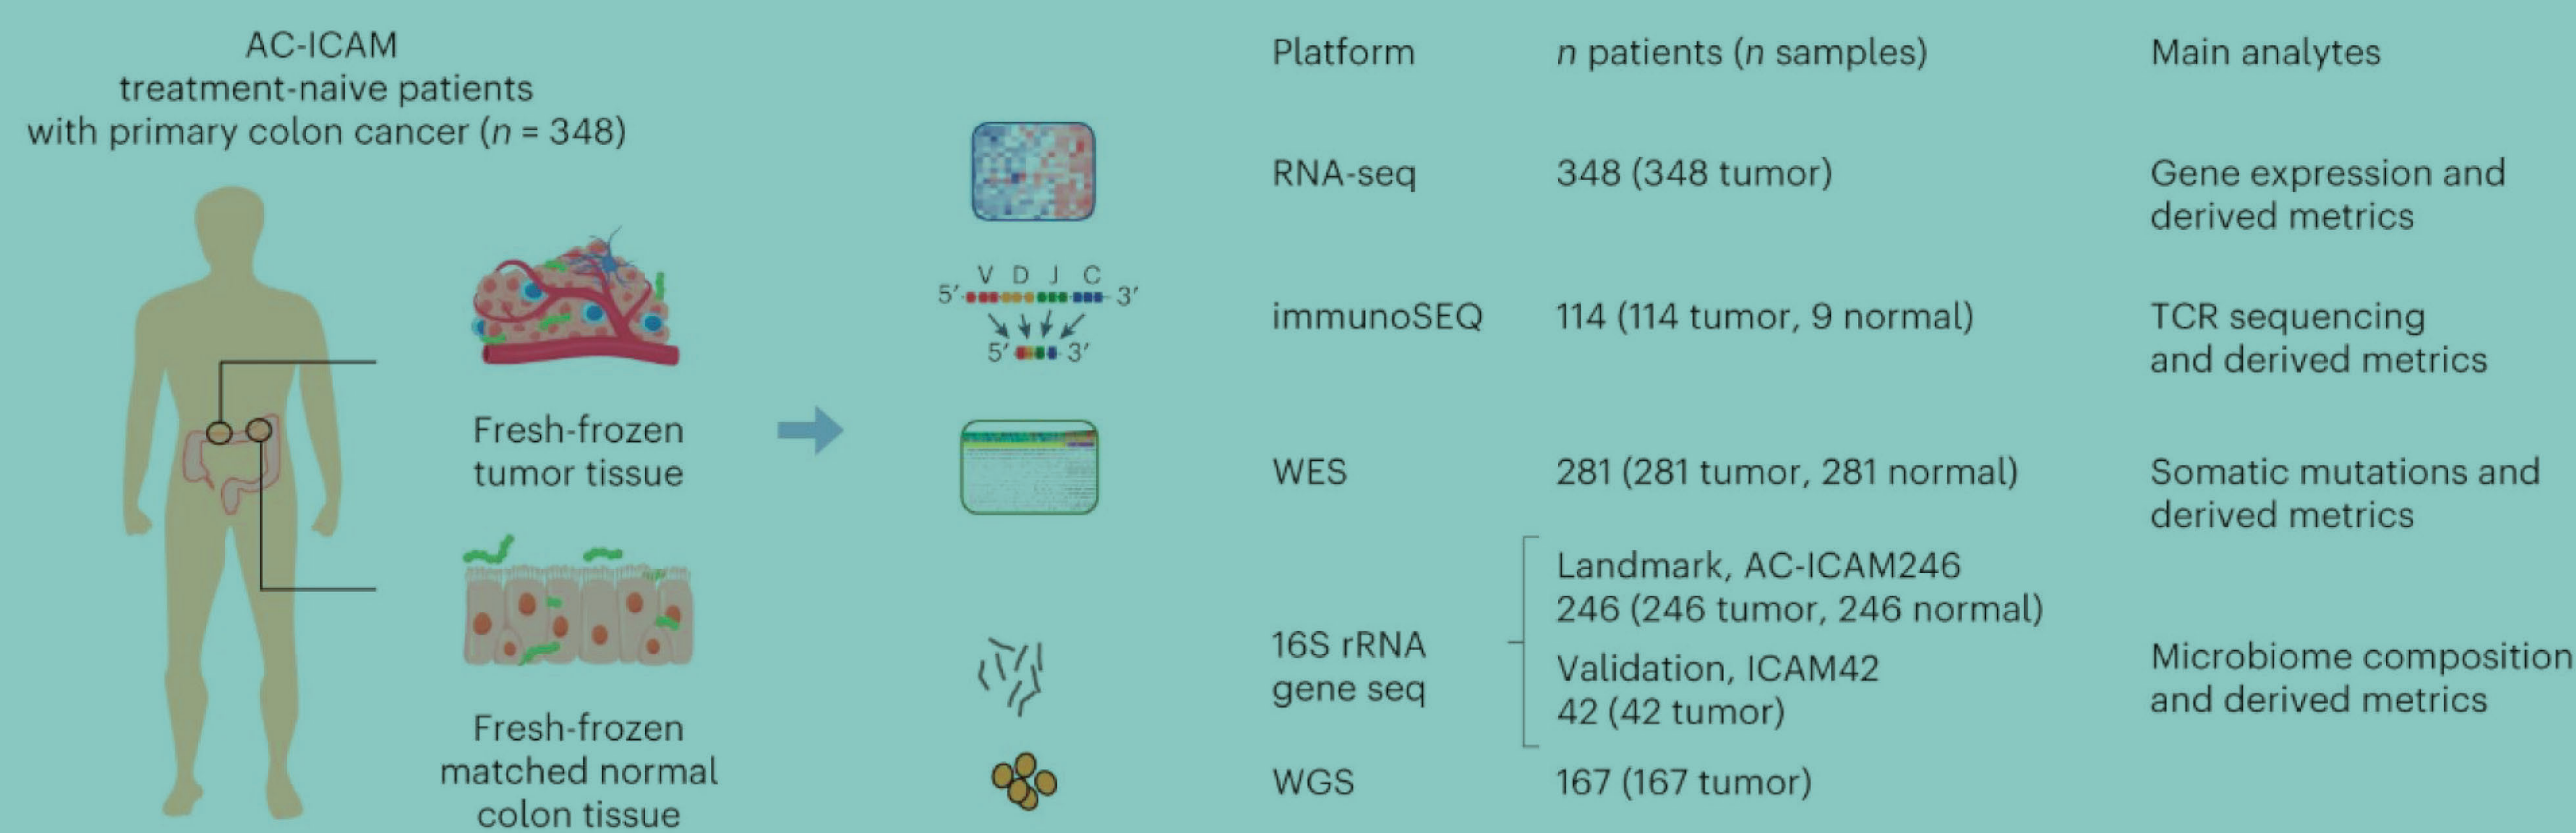 AC-ICAM
treatment-naive patients
with primary colon cancer (n = 348)
Fresh-frozen
tumor tissue
Fresh-frozen
matched normal
colon tissue
V D J C
5′ 3′
5′ 3′
Platform
n patients (n samples)
Main analytes
RNA-seq
348 (348 tumor)
Gene expression and
derived metrics
immunoSEQ
114 (114 tumor, 9 normal)
TCR sequencing
and derived metrics
WES
281 (281 tumor, 281 normal)
Somatic mutations and
derived metrics
16S rRNA
gene seq
Landmark, AC-ICAM246
246 (246 tumor, 246 normal)
Validation, ICAM42
42 (42 tumor)
Microbiome composition
and derived metrics
WGS
167 (167 tumor)